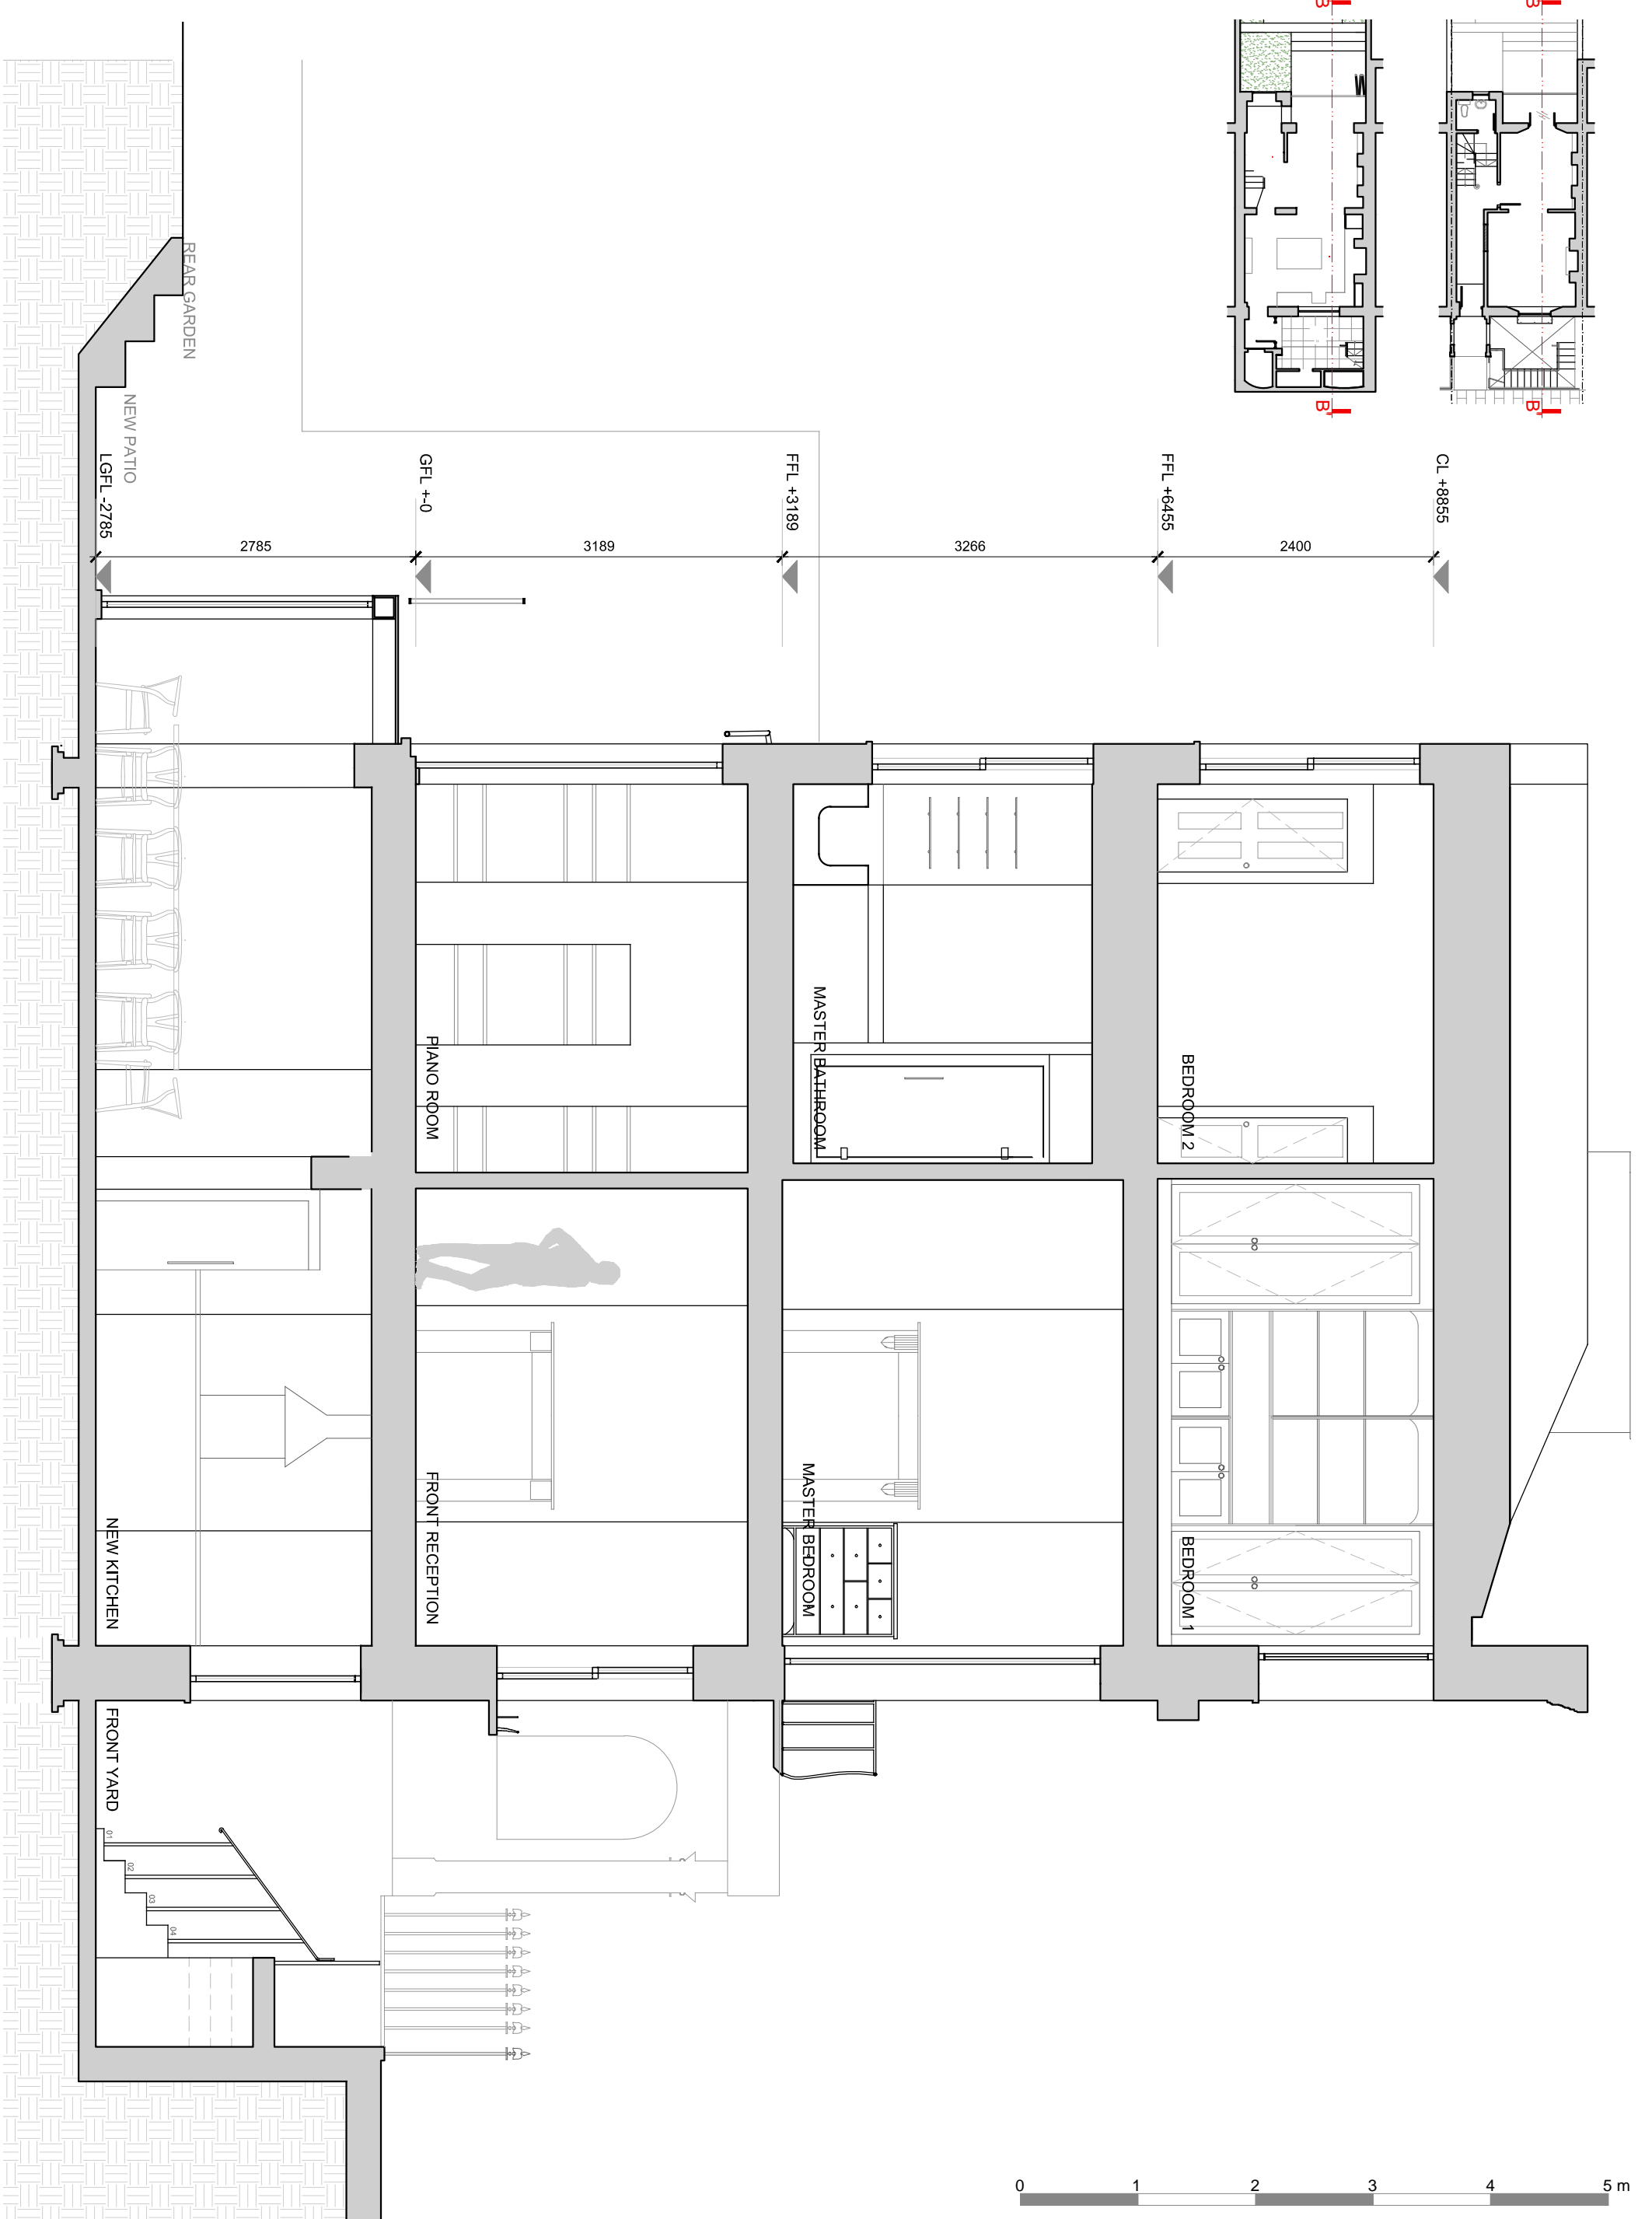 B
B
B'
B'
REAR GARDEN
NEW PATIO
LGFL -2785
GFL +-0
FFL +3189
FFL +6455
CL +8855
2785
3189
3266
2400
BEDROOM 2
BEDROOM 1
MASTER BATHROOM
MASTER BEDROOM
PIANO ROOM
FRONT RECEPTION
NEW KITCHEN
FRONT YARD
01
02
03
04
0 1 2 3 4 5 m